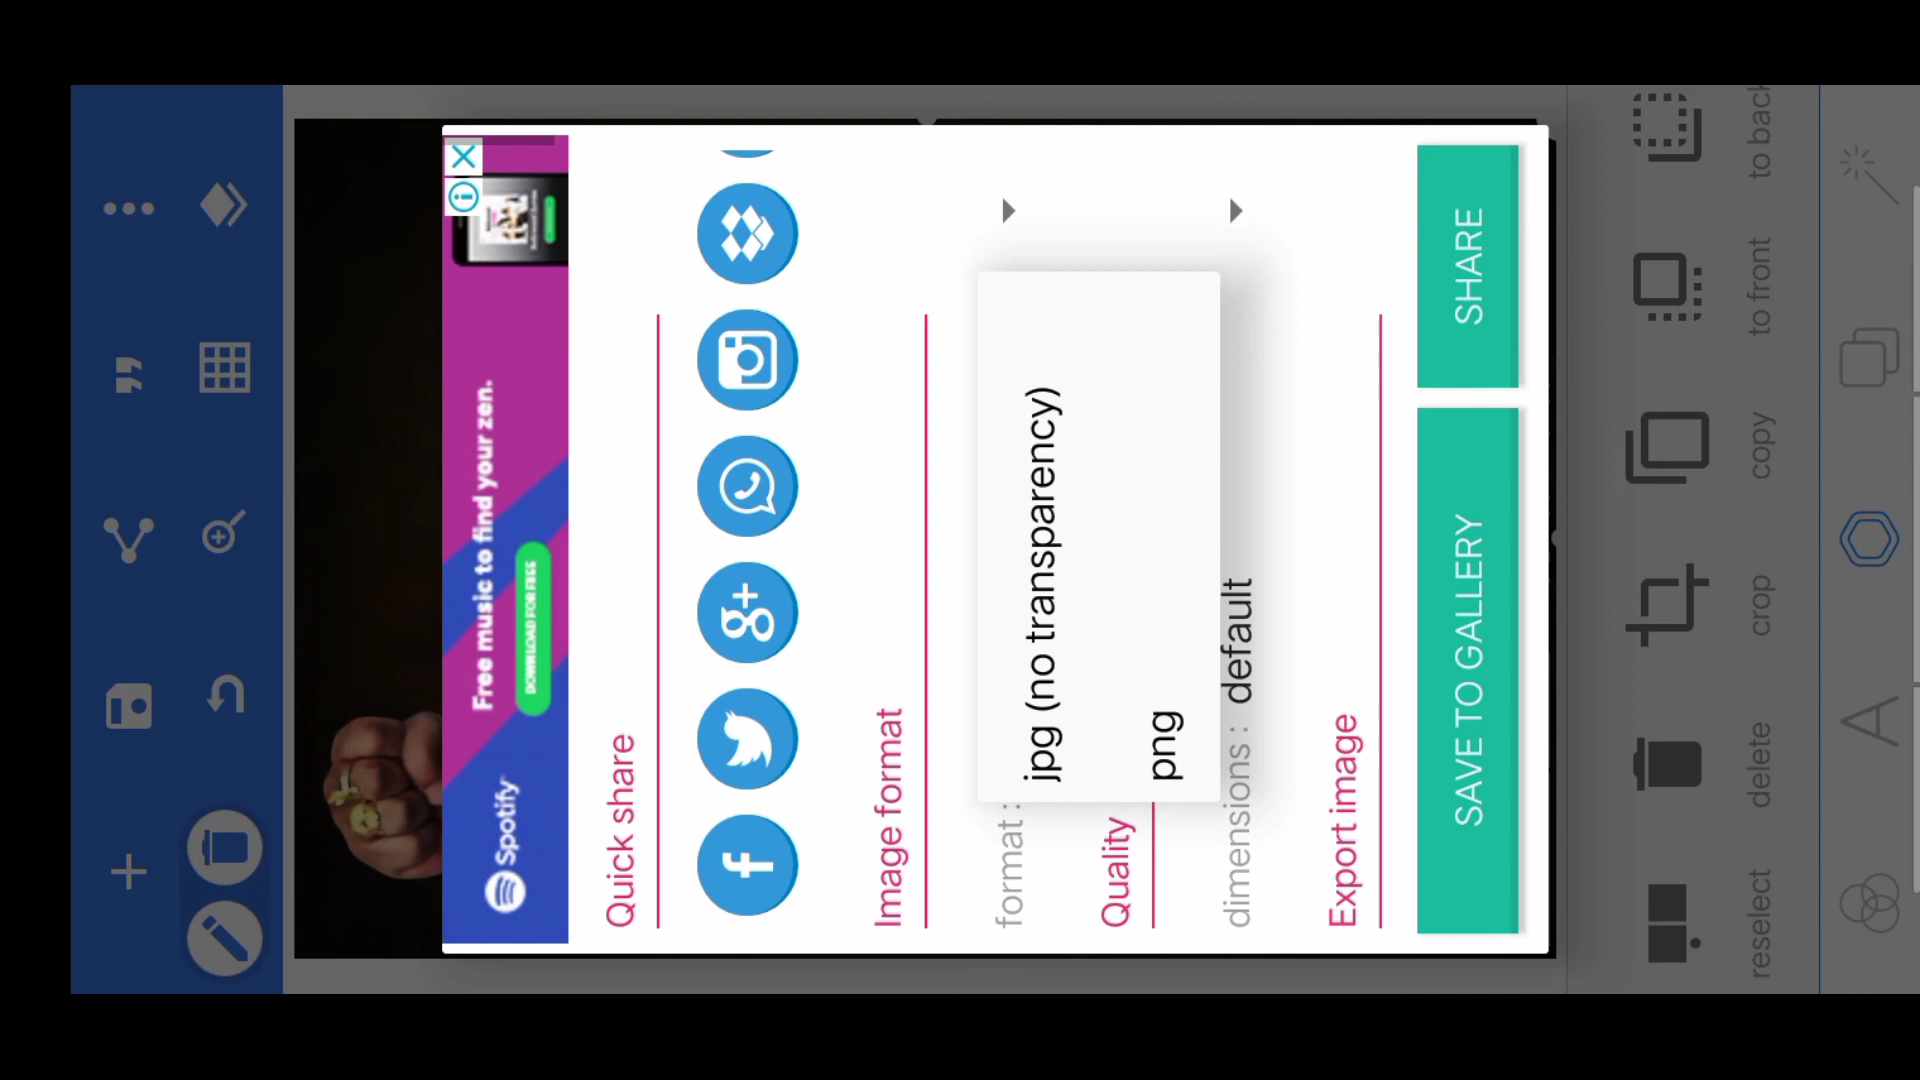 Spotify
Free music to find your zen.
DOWNLOAD FOR FREE
Quick share
Image format
format :
jpg (no transparency)
png
Quality
dimensions : default
Export image
SAVE TO GALLERY
SHARE
reselect
delete
crop
copy
to front
to back